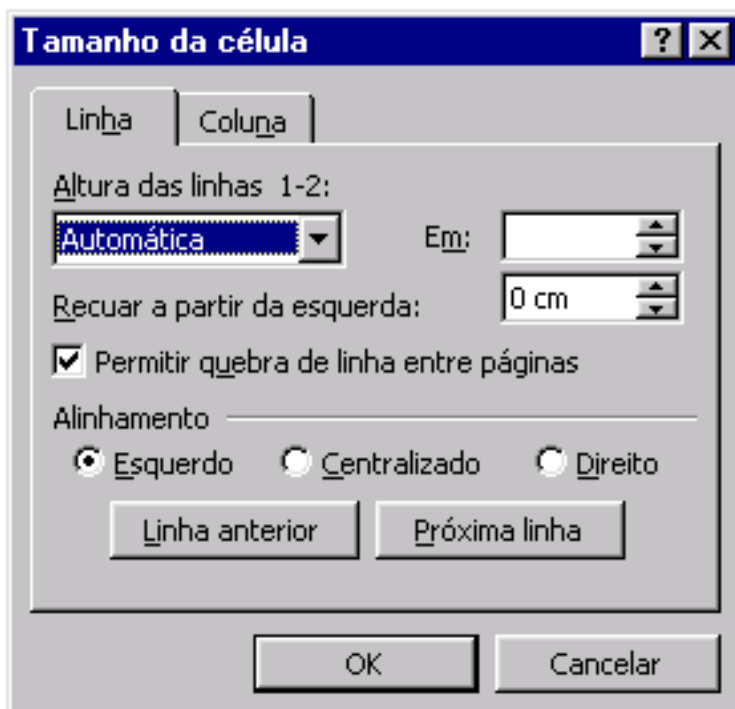 Tamanho da célula ?
Linha Coluna
Altura das linhas 1-2:
Automática Em:
Recuar a partir da esquerda: 0 cm
Permitir quebra de linha entre páginas
Alinhamento
Esquerdo Centralizado Direito
Linha anterior Próxima linha
OK Cancelar